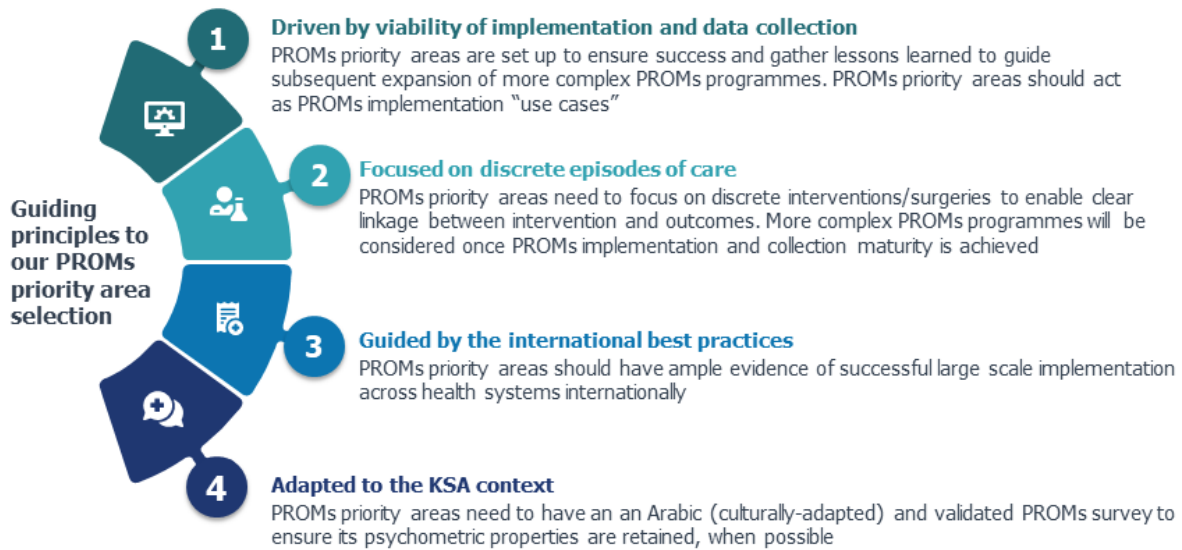 Guiding
principles to
our PROMs
priority area
selection
1
Driven by viability of implementation and data collection
PROMs priority areas are set up to ensure success and gather lessons learned to guide
subsequent expansion of more complex PROMs programmes. PROMs priority areas should act
as PROMs implementation “use cases”
2
Focused on discrete episodes of care
PROMs priority areas need to focus on discrete interventions/surgeries to enable clear
linkage between intervention and outcomes. More complex PROMs programmes will be
considered once PROMs implementation and collection maturity is achieved
3
Guided by the international best practices
PROMs priority areas should have ample evidence of successful large scale implementation
across health systems internationally
4
Adapted to the KSA context
PROMs priority areas need to have an an Arabic (culturally-adapted) and validated PROMs survey to
ensure its psychometric properties are retained, when possible